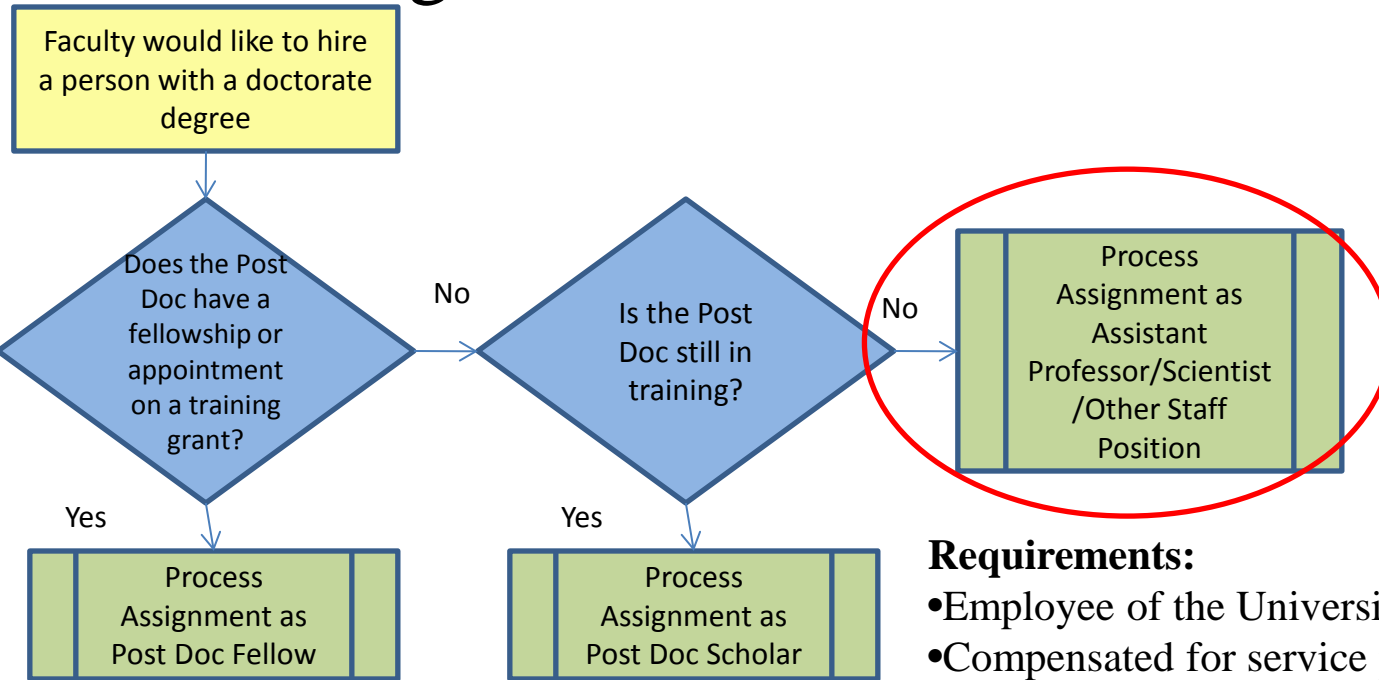 Faculty would like to hire
a person with a doctorate
degree
Does the Post
Doc have a
fellowship or
appointment
on a training
grant?
No
Is the Post
Doc still in
training?
No
Process
Assignment as
Assistant
Professor/Scientist
/Other Staff
Position
Yes
Process
Assignment as
Post Doc Fellow
Yes
Process
Assignment as
Post Doc Scholar
Requirements:
•Employee of the Universi
•Compensated for service